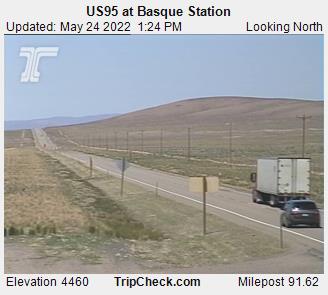 US95 at Basque Station
Updated: May 24 2022 1:24 PM Looking North
Elevation 4460 TripCheck.com Milepost 91.62